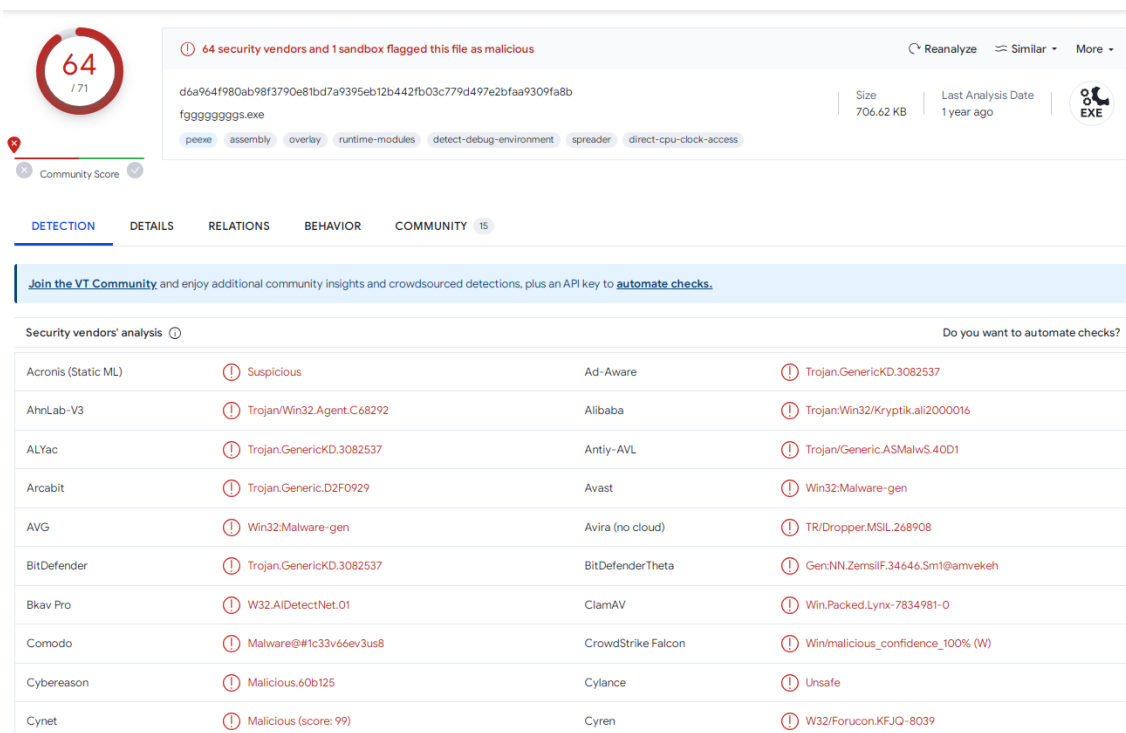 64
/ 71
Community Score
64 security vendors and 1 sandbox flagged this file as malicious
Reanalyze
Similar
More
d6a964f980ab98f3790e81bd7a9395eb12b442fb03c779d497e2bfaa9309fa8b
fggggggggs.exe
Size
706.62 KB
Last Analysis Date
1 year ago
EXE
peexe assembly overlay runtime-modules detect-debug-environment spreader direct-cpu-clock-access
DETECTION DETAILS RELATIONS BEHAVIOR COMMUNITY 15
Join the VT Community and enjoy additional community insights and crowdsourced detections, plus an API key to automate checks.
Security vendors' analysis Do you want to automate checks?
Acronis (Static ML) Suspicious Ad-Aware Trojan.GenericKD.3082537
AhnLab-V3 Trojan/Win32.Agent.C68292 Alibaba Trojan:Win32/Kryptik.ali2000016
ALYac Trojan.GenericKD.3082537 Antiy-AVL Trojan/Generic.ASMalwS.40D1
Arcabit Trojan.Generic.D2F0929 Avast Win32:Malware-gen
AVG Win32:Malware-gen Avira (no cloud) TR/Dropper.MSIL.268908
BitDefender Trojan.GenericKD.3082537 BitDefenderTheta Gen:NN.ZemsilF.34646.Sm1@amvekeh
Bkav Pro W32.AIDetectNet.01 ClamAV Win.Packed.Lynx-7834981-0
Comodo Malware@#1c33v66ev3us8 CrowdStrike Falcon Win/malicious_confidence_100% (W)
Cybereason Malicious.60b125 Cylance Unsafe
Cynet Malicious (score: 99) Cyren W32/Forucon.KFJQ-8039